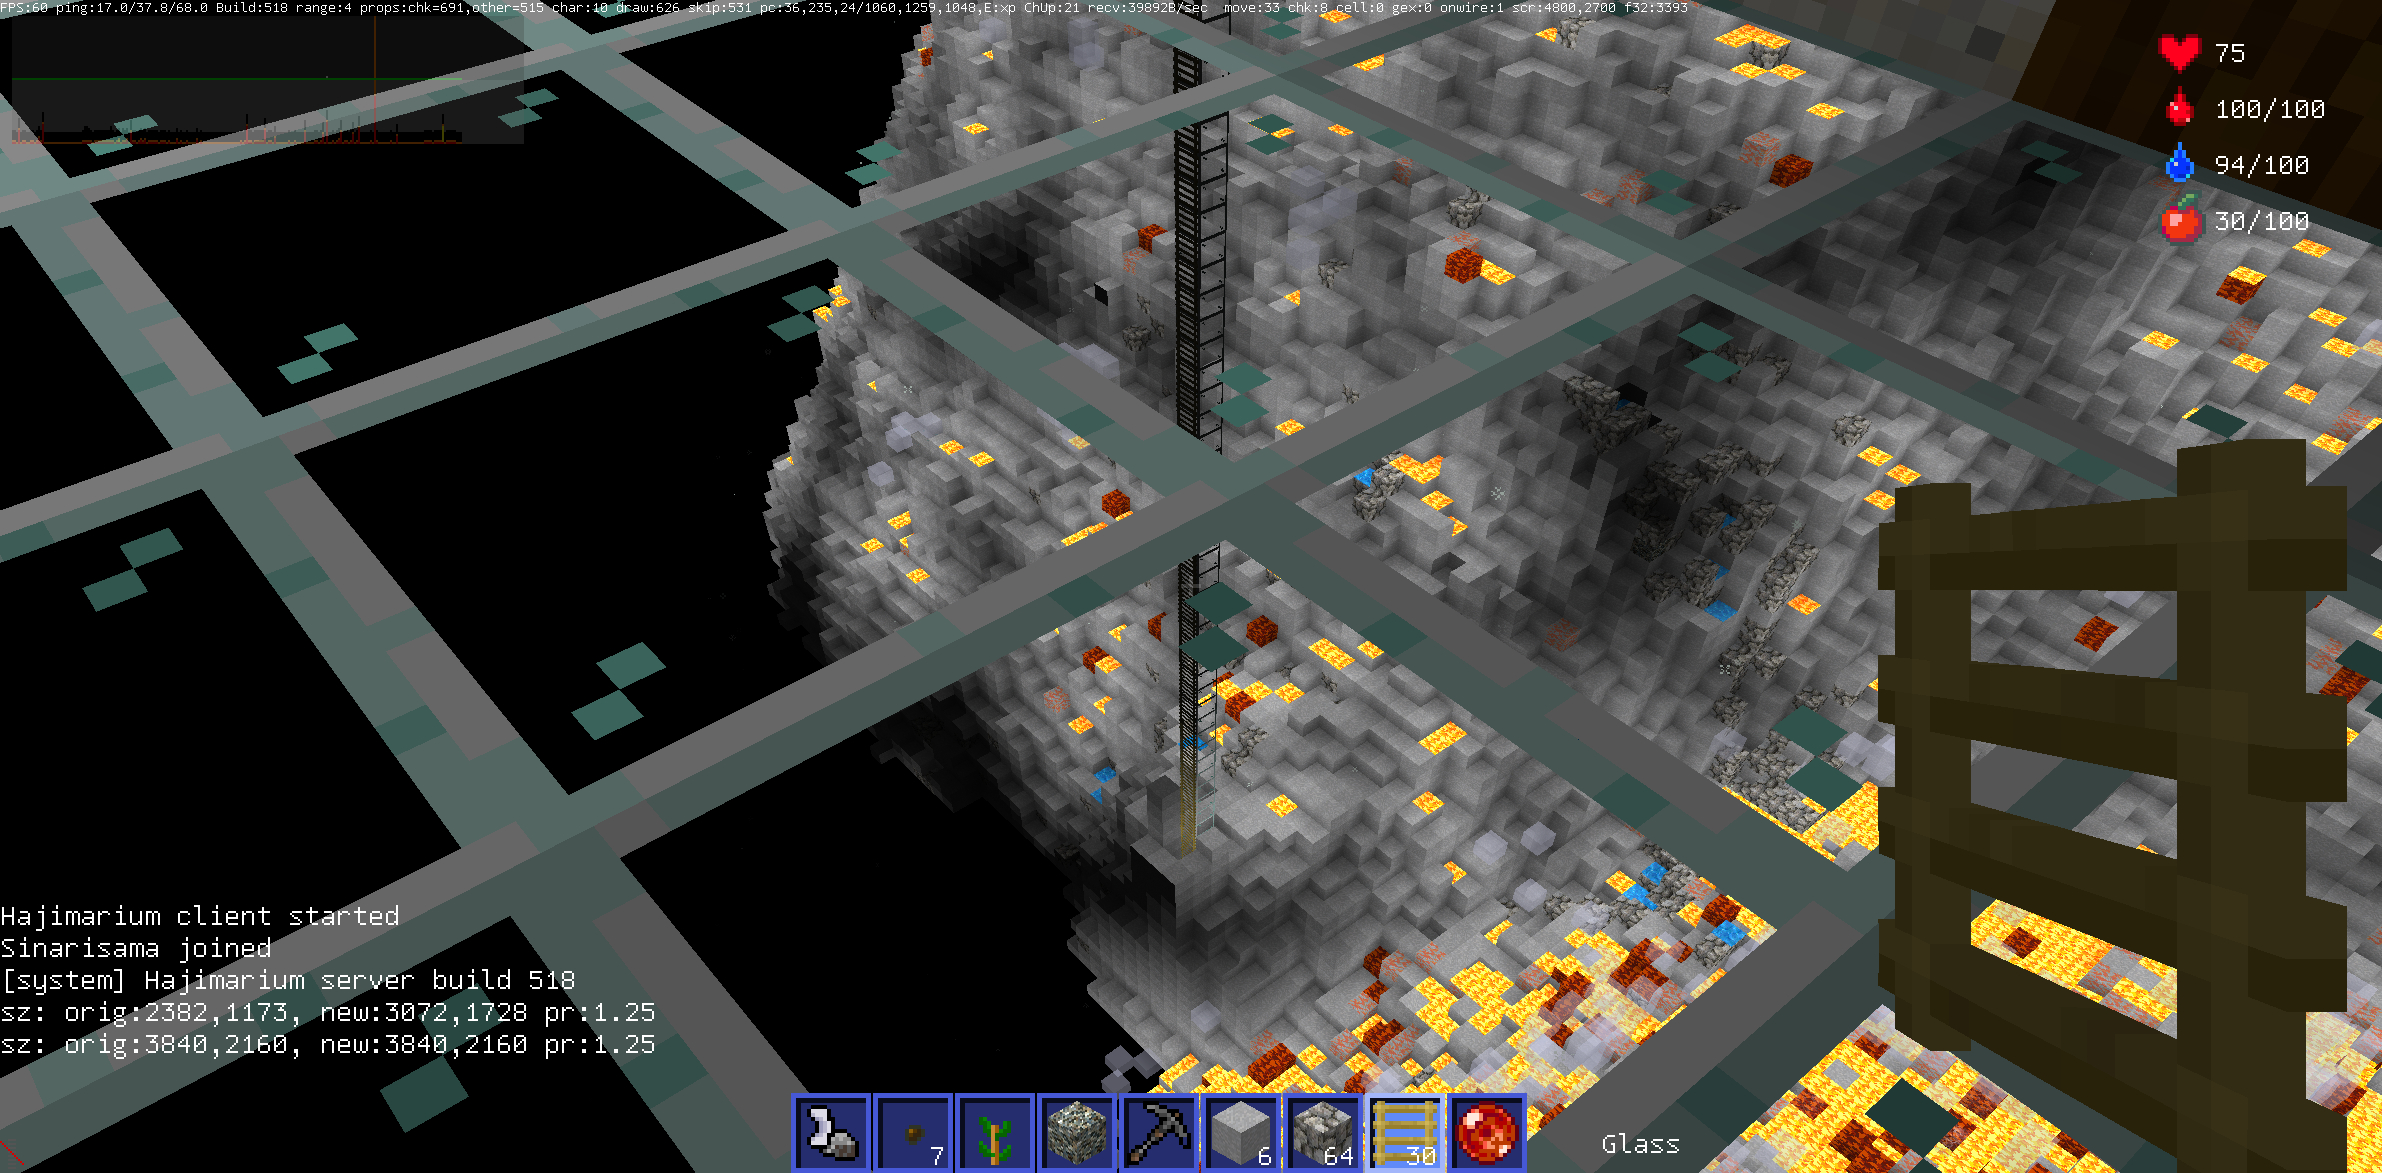 FPS:60 ping:17.0/37.8/68.0 Build:518 range:4 props:chk=691,other=515 char:10 draw:626 skip:531 pc:36,235,24/1060,1259,1048,E:xp ChUp:21 recv:39892B/sec  move:33 chk:8 cell:0 gex:0 onwire:1 scr:4800,2700 f32:3393
75
100/100
94/100
30/100
Hajimarium client started
Sinarisama joined
[system] Hajimarium server build 518
sz: orig:2382,1173, new:3072,1728 pr:1.25
sz: orig:3840,2160, new:3840,2160 pr:1.25
7 6 64 30
Glass